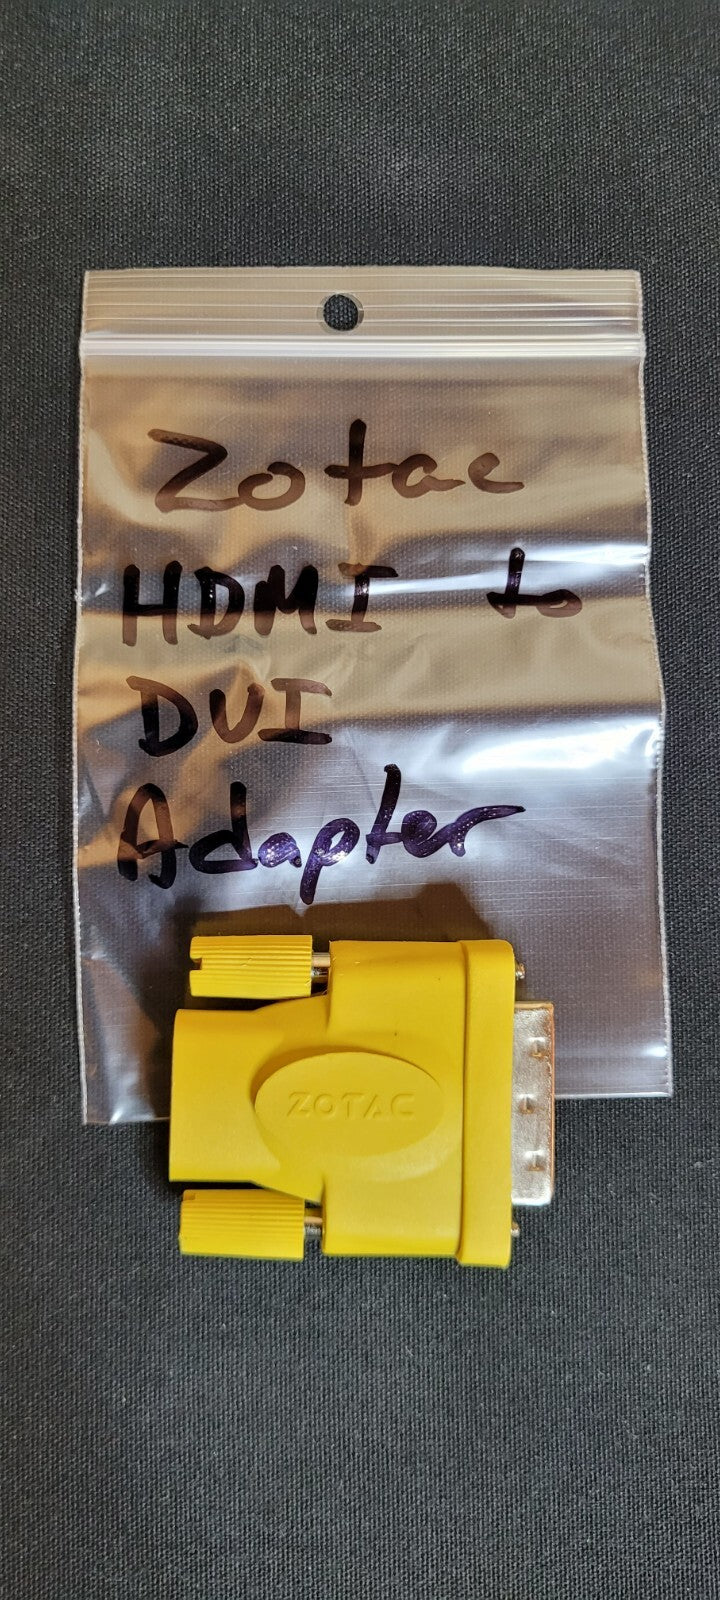 Zotac
HDMI to
DVI
Adapter
ZOTAC